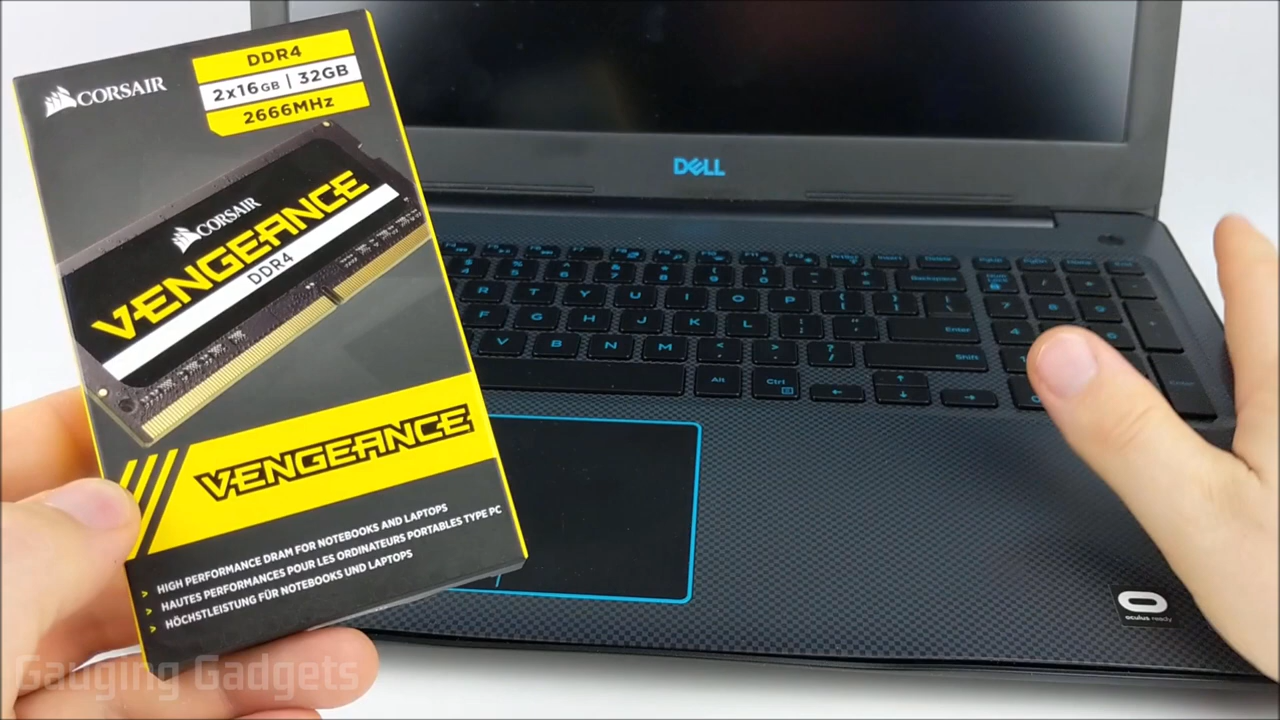 DDR4
2x16GB | 32GB
2666MHz
CORSAIR
CORSAIR
VENGEANCE
DDR4
VENGEANCE
> HIGH PERFORMANCE DRAM FOR NOTEBOOKS AND LAPTOPS
> HAUTES PERFORMANCES POUR LES ORDINATEURS PORTABLES TYPE PC
> HÖCHSTLEISTUNG FÜR NOTEBOOKS UND LAPTOPS
DELL
Backspace
R T Y U I O P
Enter
F G H J K L
Shift
V B N M
Alt Ctrl
oculus ready
Gauging Gadgets